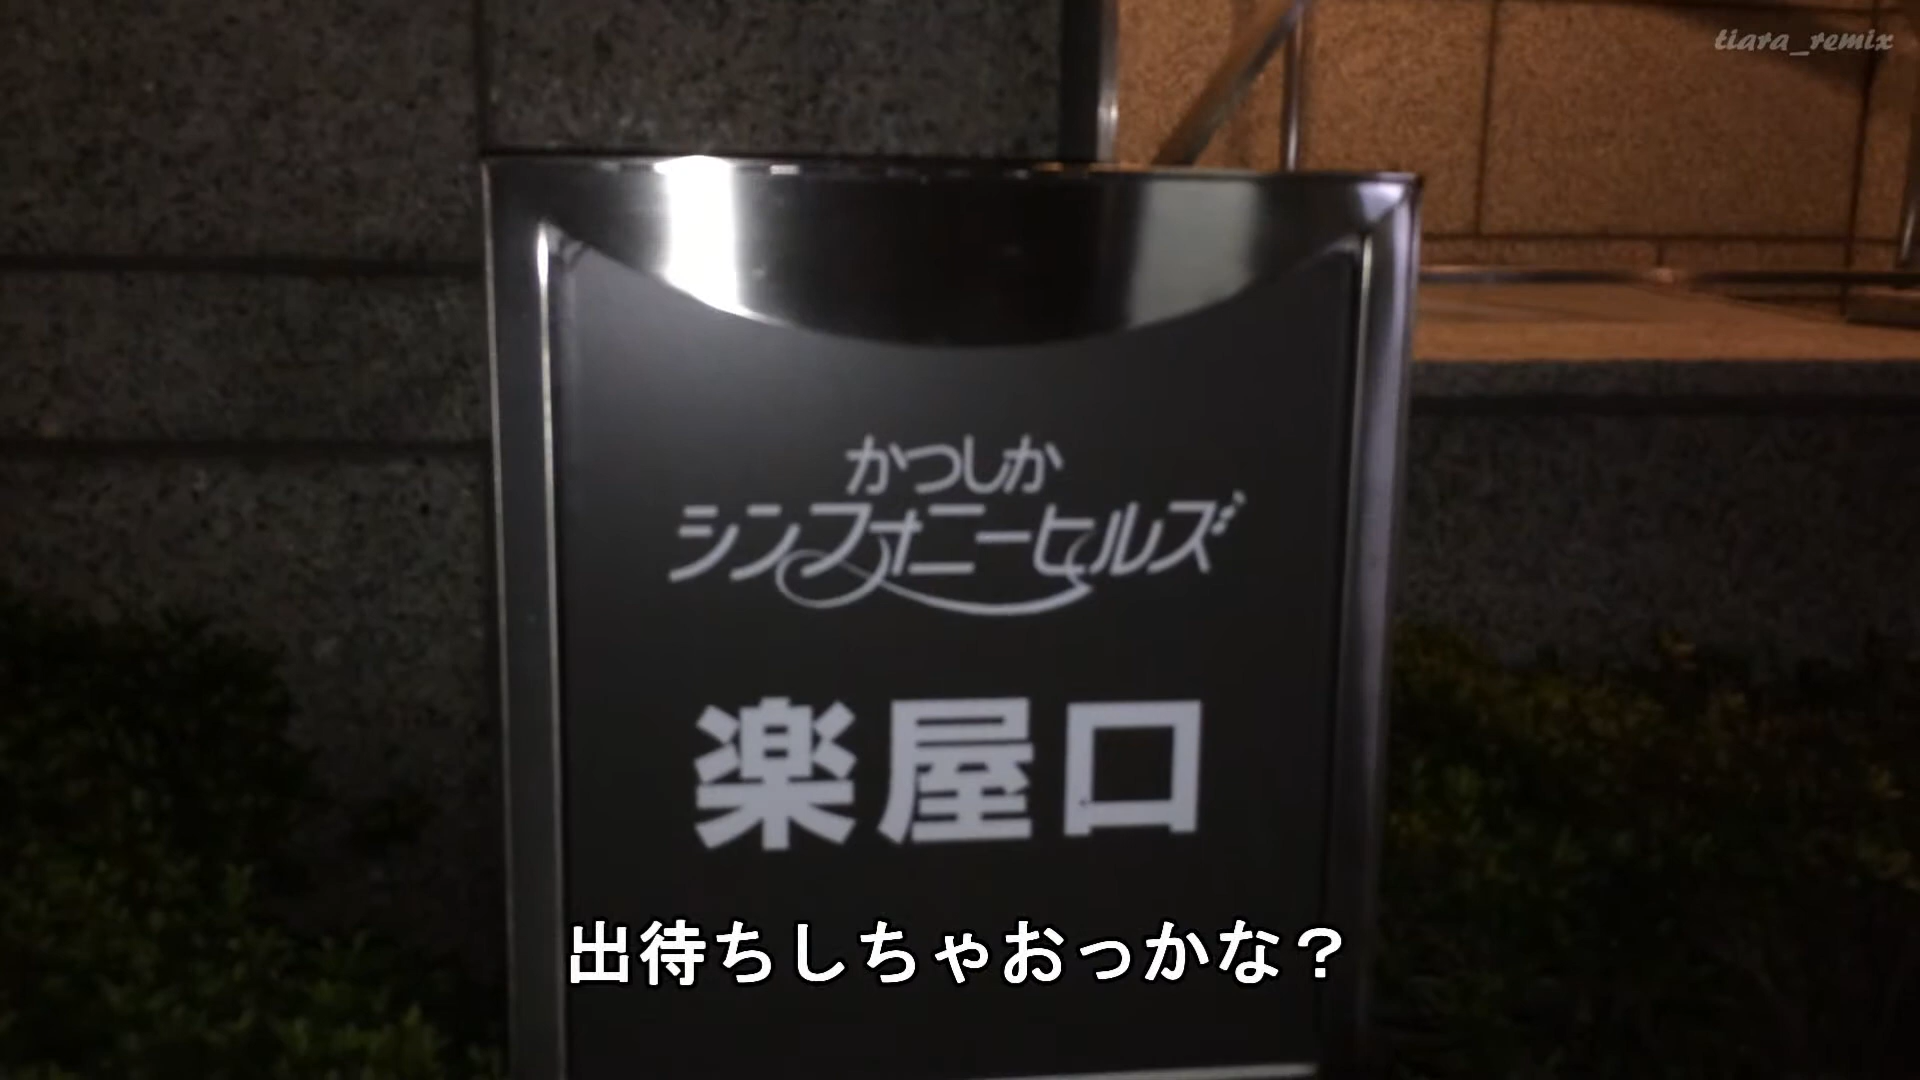 tiara_remix
かつしか
シンフォニーヒルズ
楽屋口
出待ちしちゃおっかな？